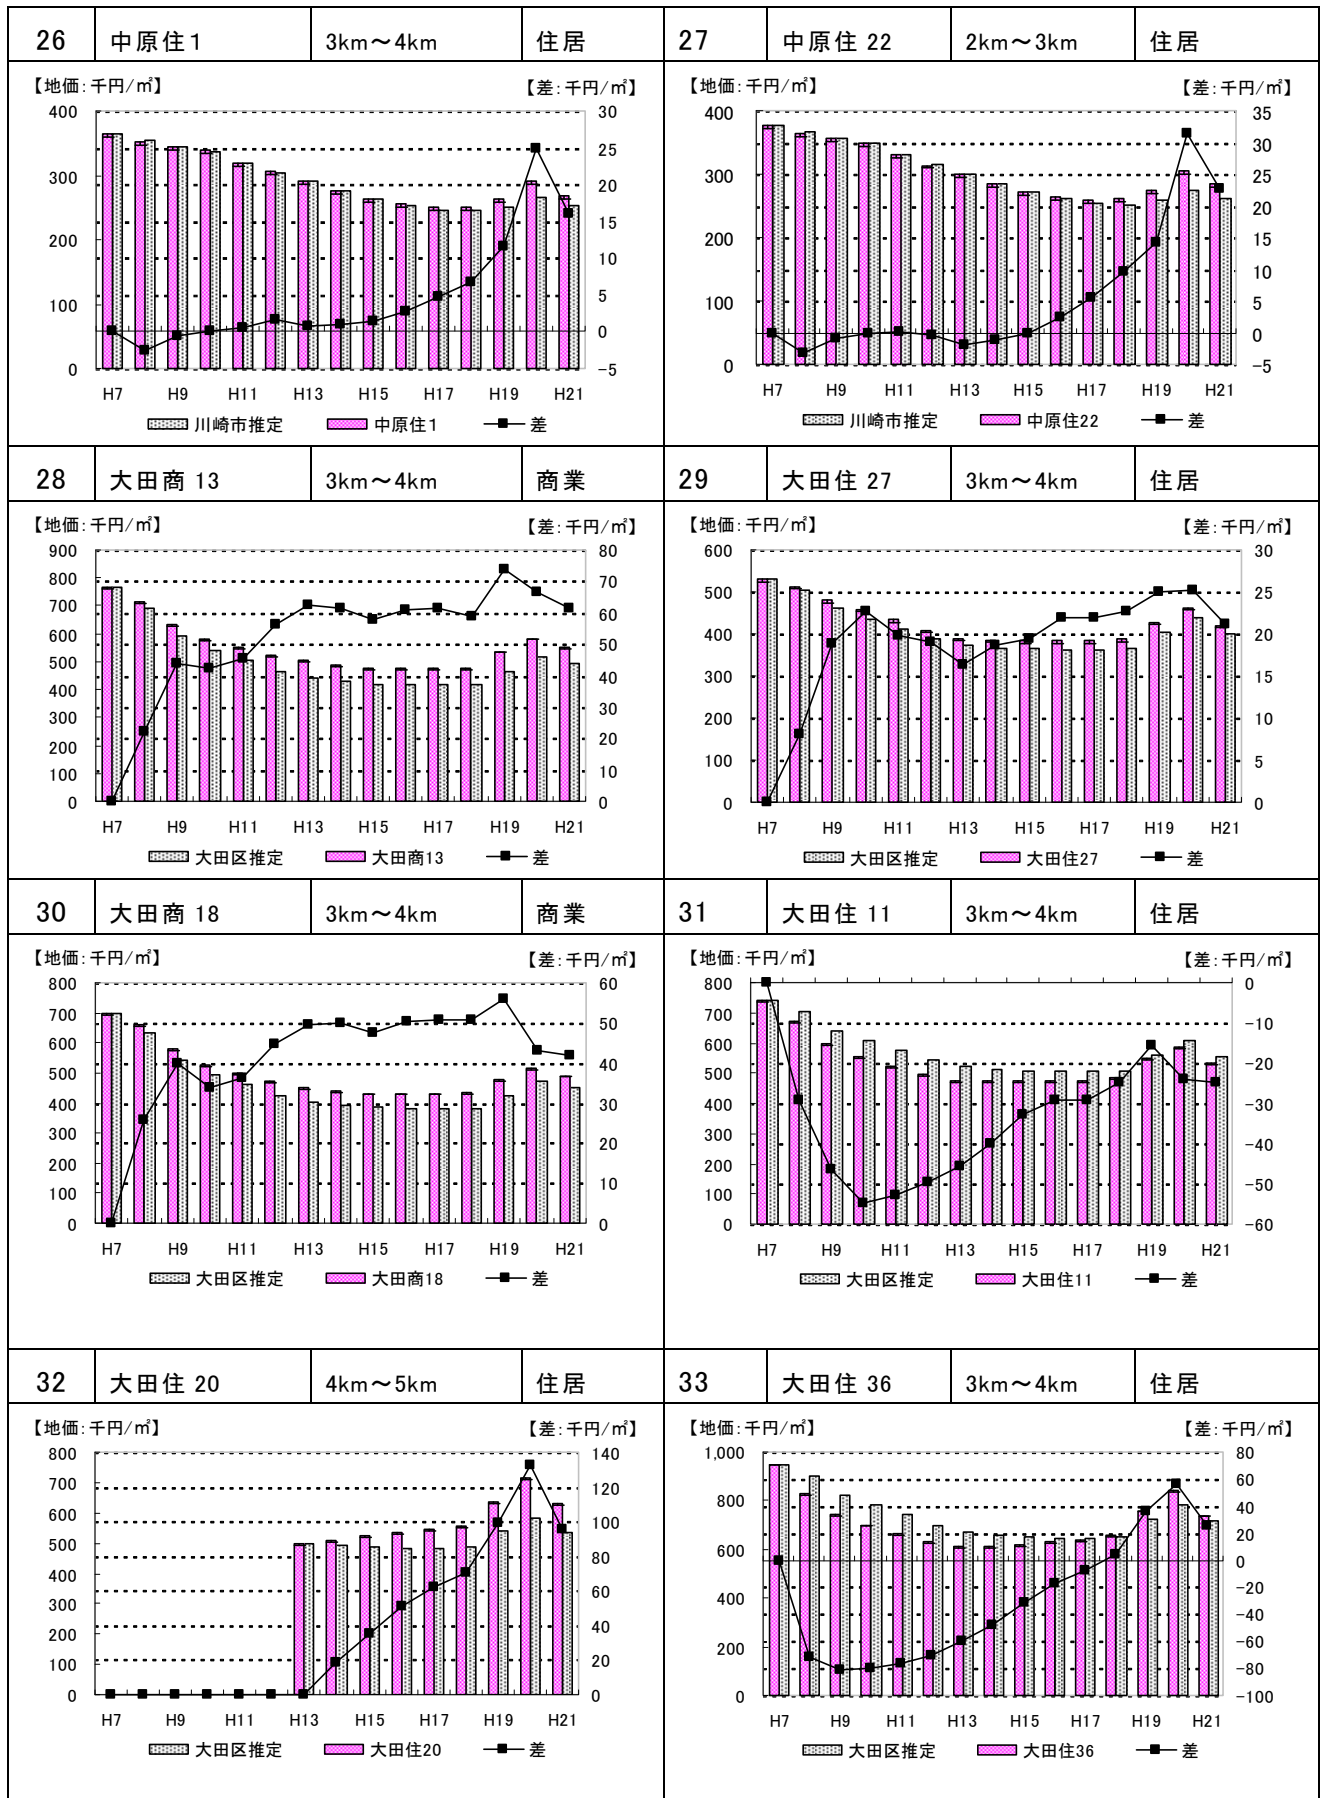 26 中原住1 3km～4km 住居
27 中原住 22 2km～3km 住居
【地価:千円/㎡】 【差:千円/㎡】
400 300 200 100 0
30 25 20 15 10 5 0 −5
H7 H9 H11 H13 H15 H17 H19 H21
川崎市推定 中原住1 差
【地価:千円/㎡】 【差:千円/㎡】
400 300 200 100 0
35 30 25 20 15 10 5 0 −5
H7 H9 H11 H13 H15 H17 H19 H21
川崎市推定 中原住22 差
28 大田商 13 3km～4km 商業
29 大田住 27 3km～4km 住居
【地価:千円/㎡】 【差:千円/㎡】
900 800 700 600 500 400 300 200 100 0
80 70 60 50 40 30 20 10 0
H7 H9 H11 H13 H15 H17 H19 H21
大田区推定 大田商13 差
【地価:千円/㎡】 【差:千円/㎡】
600 500 400 300 200 100 0
30 25 20 15 10 5 0
H7 H9 H11 H13 H15 H17 H19 H21
大田区推定 大田住27 差
30 大田商 18 3km～4km 商業
31 大田住 11 3km～4km 住居
【地価:千円/㎡】 【差:千円/㎡】
800 700 600 500 400 300 200 100 0
60 50 40 30 20 10 0
H7 H9 H11 H13 H15 H17 H19 H21
大田区推定 大田商18 差
【地価:千円/㎡】 【差:千円/㎡】
800 700 600 500 400 300 200 100 0
0 −10 −20 −30 −40 −50 −60
H7 H9 H11 H13 H15 H17 H19 H21
大田区推定 大田住11 差
32 大田住 20 4km～5km 住居
33 大田住 36 3km～4km 住居
【地価:千円/㎡】 【差:千円/㎡】
800 700 600 500 400 300 200 100 0
140 120 100 80 60 40 20 0
H7 H9 H11 H13 H15 H17 H19 H21
大田区推定 大田住20 差
【地価:千円/㎡】 【差:千円/㎡】
1,000 800 600 400 200 0
80 60 40 20 0 −20 −40 −60 −80 −100
H7 H9 H11 H13 H15 H17 H19 H21
大田区推定 大田住36 差